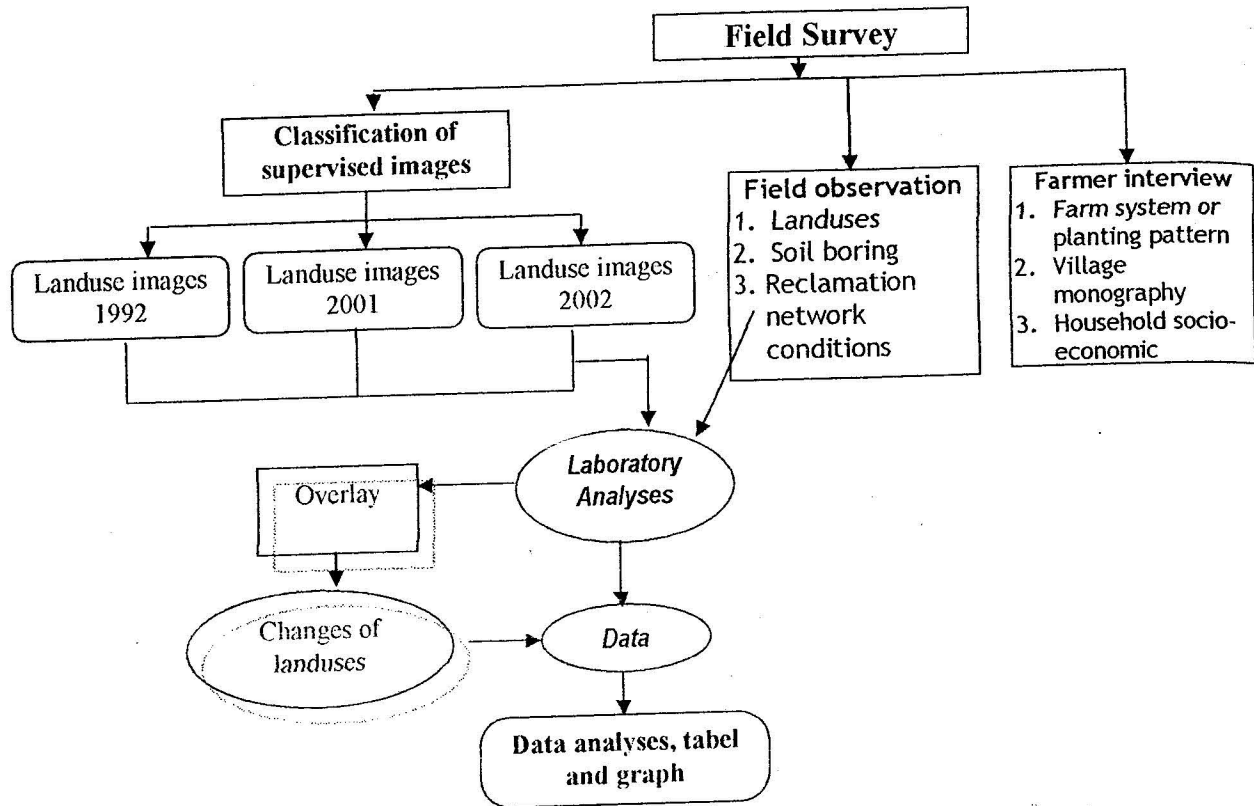 Field Survey
Classification of
supervised images
Landuse images
1992
Landuse images
2001
Landuse images
2002
Field observation
1. Landuses
2. Soil boring
3. Reclamation
network
conditions
Farmer interview
1. Farm system or
planting pattern
2. Village
monography
3. Household socio-
economic
Laboratory
Analyses
Overlay
Changes of
landuses
Data
Data analyses, tabel
and graph